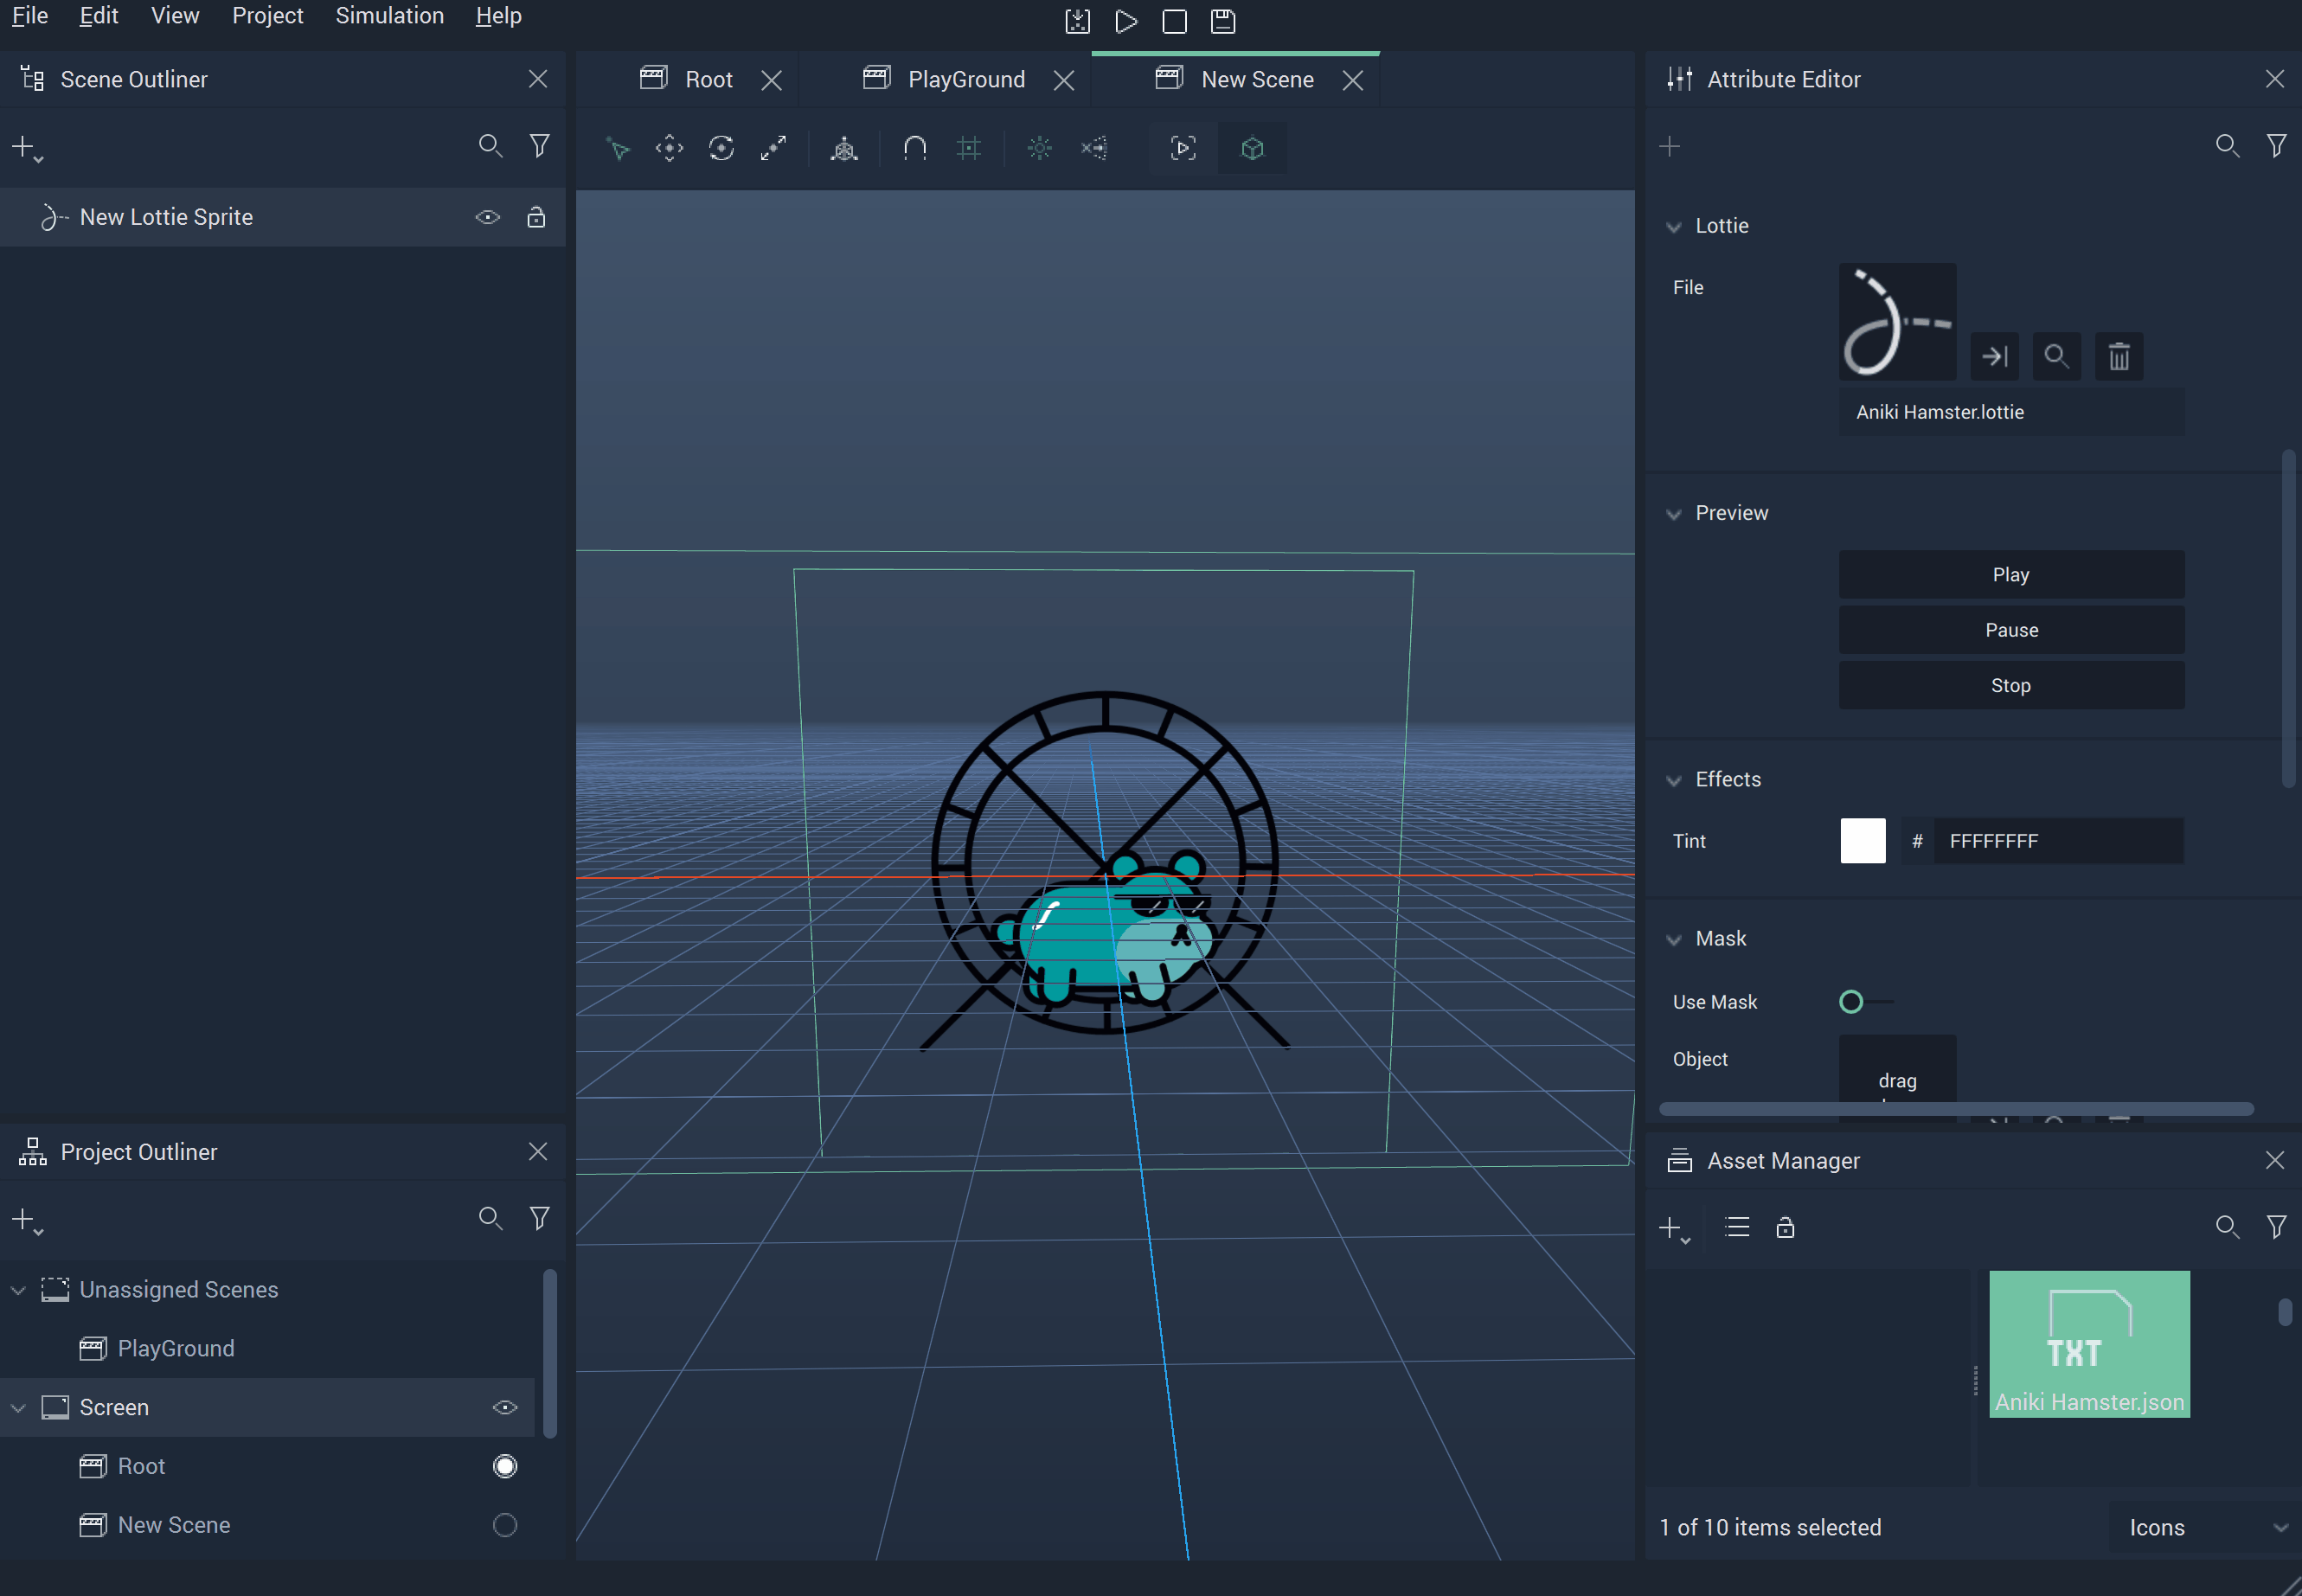 File Edit View Project Simulation Help
Scene Outliner
New Lottie Sprite
Project Outliner
Unassigned Scenes
PlayGround
Screen
Root
New Scene
Root PlayGround New Scene
Attribute Editor
Lottie
File
Aniki Hamster.lottie
Preview
Play
Pause
Stop
Effects
Tint # FFFFFFFF
Mask
Use Mask
Object drag
Asset Manager
TXT
Aniki Hamster.json
1 of 10 items selected Icons